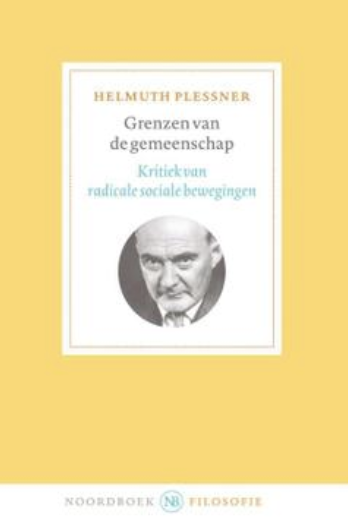 HELMUTH PLESSNER
Grenzen van
de gemeenschap
Kritiek van
radicale sociale bewegingen
NOORDBOEK NB FILOSOFIE